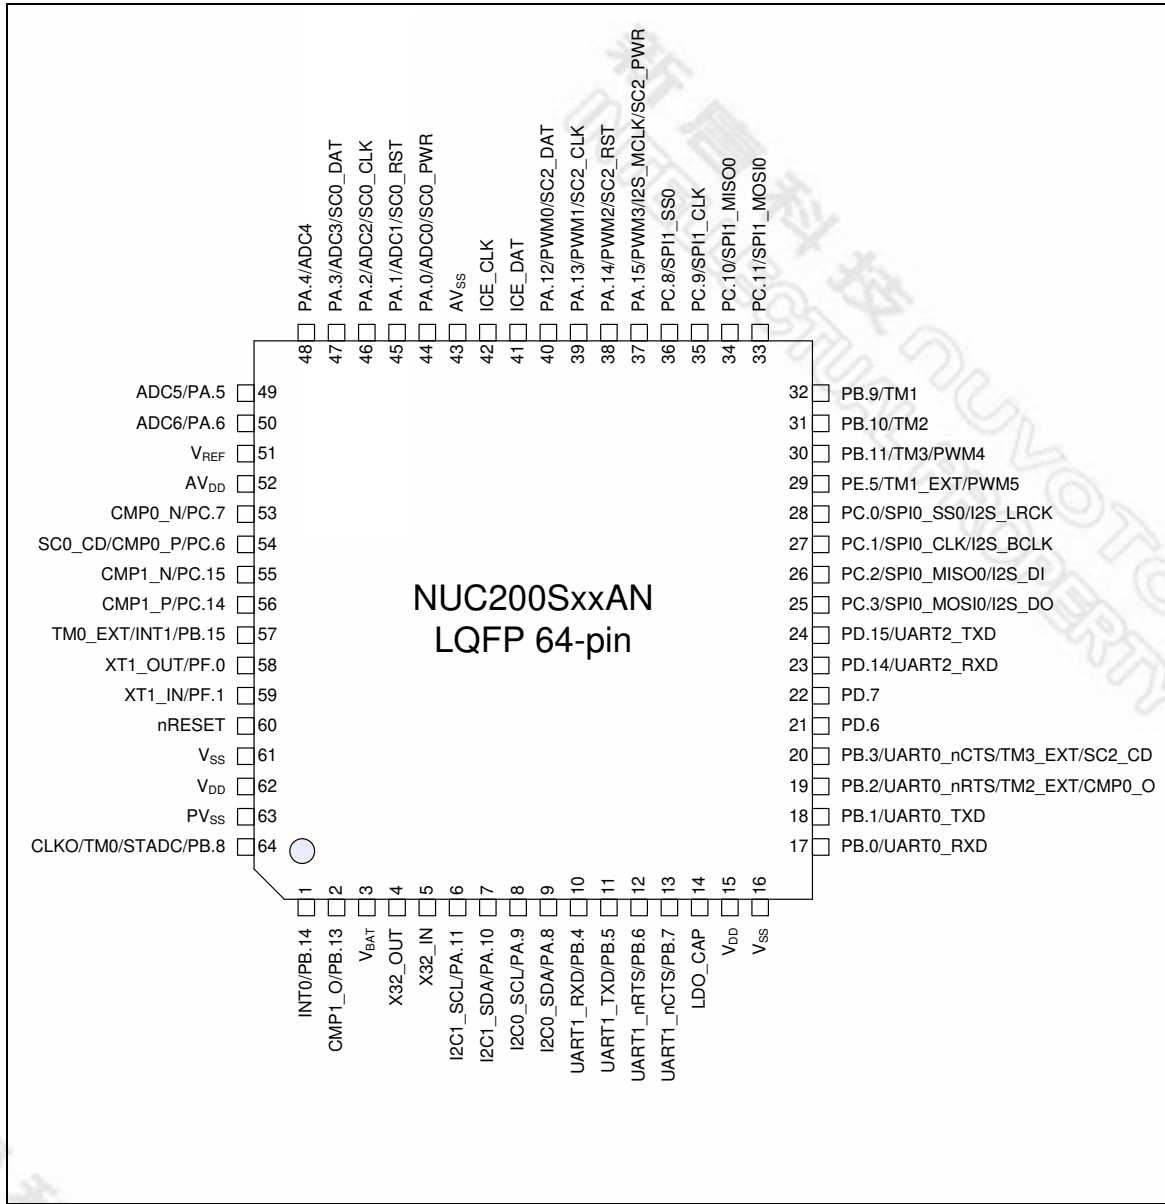 PA.4/ADC4
PA.3/ADC3/SC0_DAT
PA.2/ADC2/SC0_CLK
PA.1/ADC1/SC0_RST
PA.0/ADC0/SC0_PWR
AVSS
ICE_CLK
ICE_DAT
PA.12/PWM0/SC2_DAT
PA.13/PWM1/SC2_CLK
PA.14/PWM2/SC2_RST
PA.15/PWM3/I2S_MCLK/SC2_PWR
PC.8/SPI1_SS0
PC.9/SPI1_CLK
PC.10/SPI1_MISO0
PC.11/SPI1_MOSI0
48 47 46 45 44 43 42 41 40 39 38 37 36 35 34 33
ADC5/PA.5 49
ADC6/PA.6 50
VREF 51
AVDD 52
CMP0_N/PC.7 53
SC0_CD/CMP0_P/PC.6 54
CMP1_N/PC.15 55
CMP1_P/PC.14 56
TM0_EXT/INT1/PB.15 57
XT1_OUT/PF.0 58
XT1_IN/PF.1 59
nRESET 60
VSS 61
VDD 62
PVSS 63
CLKO/TM0/STADC/PB.8 64
NUC200SxxAN
LQFP 64-pin
32 PB.9/TM1
31 PB.10/TM2
30 PB.11/TM3/PWM4
29 PE.5/TM1_EXT/PWM5
28 PC.0/SPI0_SS0/I2S_LRCK
27 PC.1/SPI0_CLK/I2S_BCLK
26 PC.2/SPI0_MISO0/I2S_DI
25 PC.3/SPI0_MOSI0/I2S_DO
24 PD.15/UART2_TXD
23 PD.14/UART2_RXD
22 PD.7
21 PD.6
20 PB.3/UART0_nCTS/TM3_EXT/SC2_CD
19 PB.2/UART0_nRTS/TM2_EXT/CMP0_O
18 PB.1/UART0_TXD
17 PB.0/UART0_RXD
1 2 3 4 5 6 7 8 9 10 11 12 13 14 15 16
INT0/PB.14
CMP1_O/PB.13
VBAT
X32_OUT
X32_IN
I2C1_SCL/PA.11
I2C1_SDA/PA.10
I2C0_SCL/PA.9
I2C0_SDA/PA.8
UART1_RXD/PB.4
UART1_TXD/PB.5
UART1_nRTS/PB.6
UART1_nCTS/PB.7
LDO_CAP
VDD
VSS
新唐科技 nuvoTo
INTELLECTUAL PROPERTY